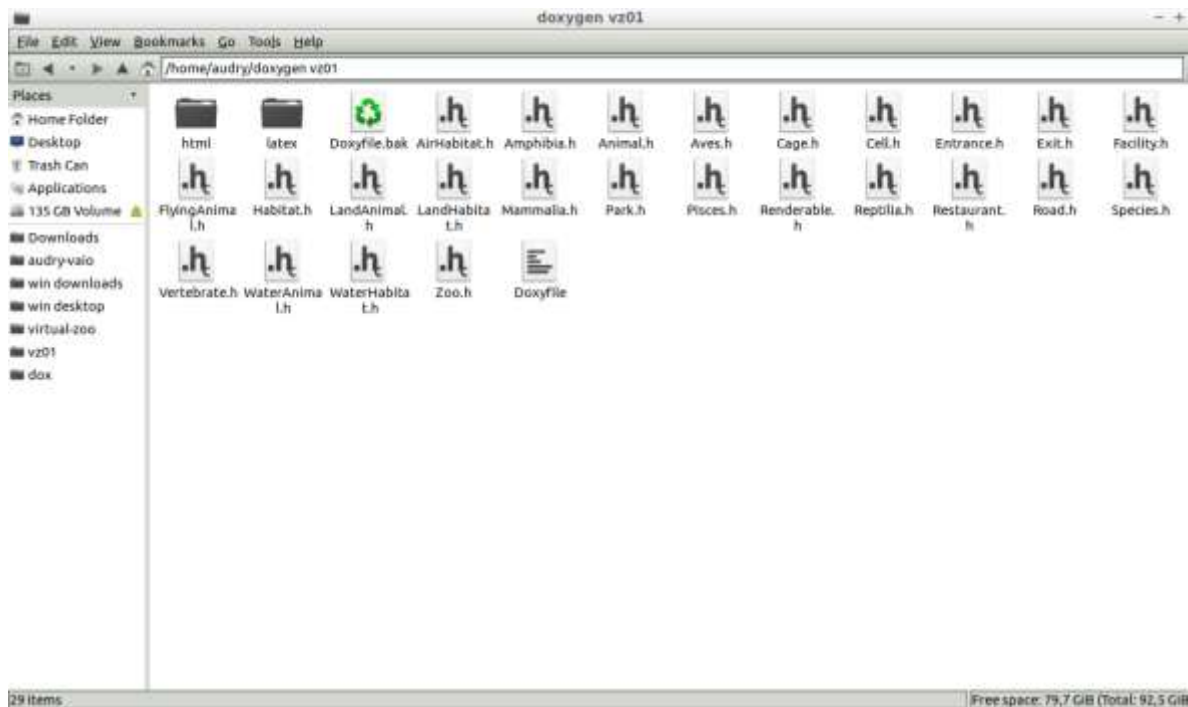 doxygen vz01
File Edit View Bookmarks Go Tools Help
/home/audry/doxygen vz01
Places
Home Folder
Desktop
Trash Can
Applications
135 GB Volume
Downloads
audry-vaio
win downloads
win desktop
virtual-zoo
vz01
dox
html latex Doxyfile.bak AirHabitat.h Amphibia.h Animal.h Aves.h Cage.h Cell.h Entrance.h Exit.h Facility.h
FlyingAnima Habitat.h LandAnimal. LandHabita Mammalia.h Park.h Pisces.h Renderable. Reptilia.h Restaurant. Road.h Species.h
l.h h t.h h h
Vertebrate.h WaterAnima WaterHabita Zoo.h Doxyfile
l.h t.h
29 items
Free space: 79,7 GiB (Total: 92,5 GiB